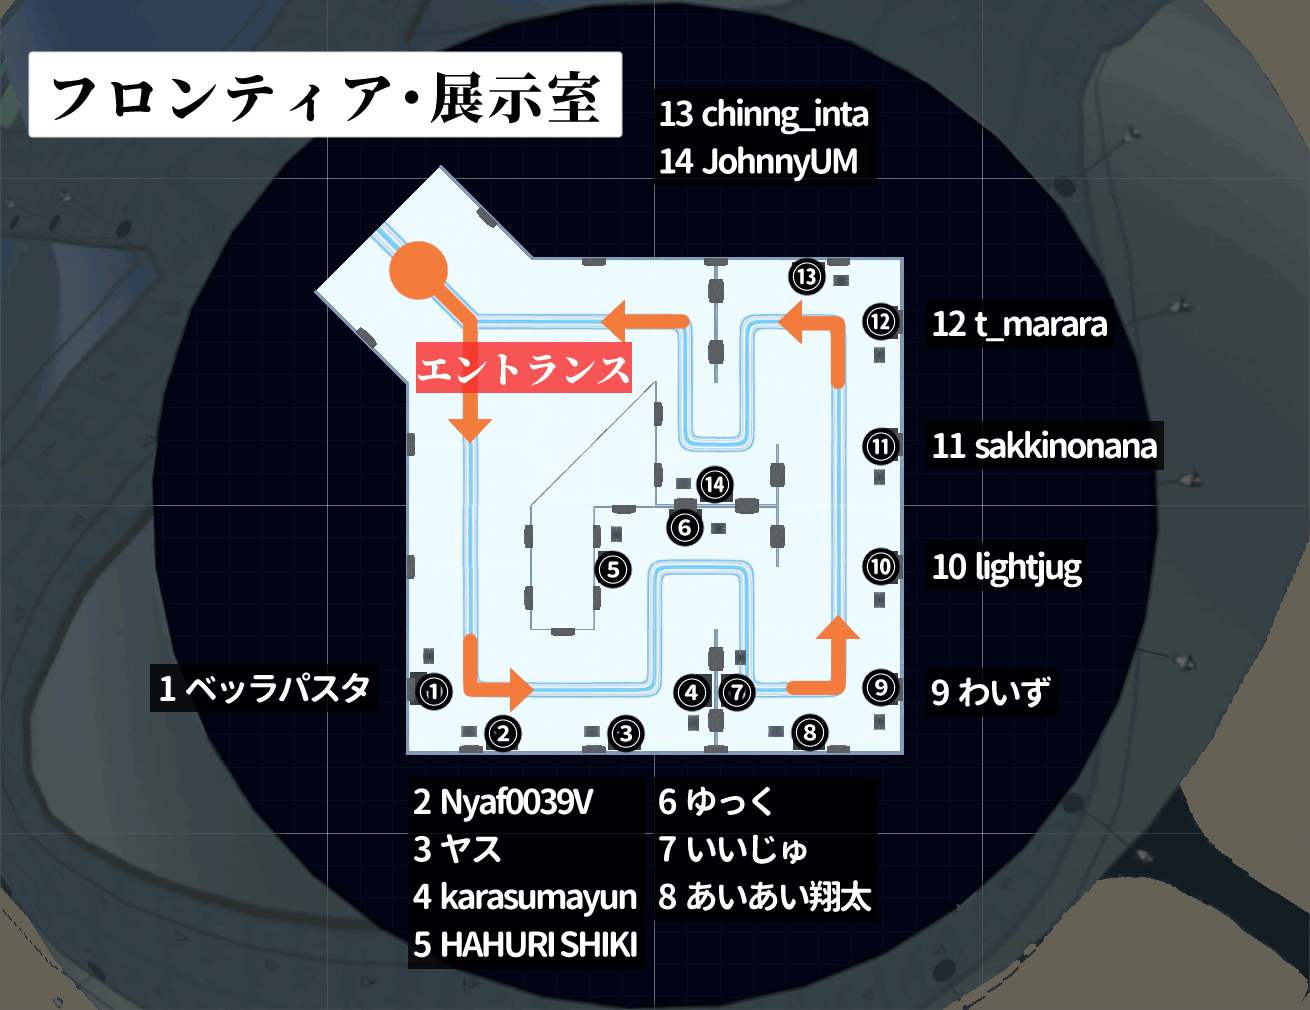 フロンティア・展示室
13 chinng_inta
14 JohnnyUM
⑬
⑫
12 t_marara
エントランス
⑪
11 sakkinonana
⑭
⑥
⑤
⑩
10 lightjug
1 ベッラパスタ
①
④
⑦
⑨
9 わいず
②
③
⑧
2 Nyaf0039V
3 ヤス
4 karasumayun
5 HAHURI SHIKI
6 ゆっく
7 いいじゅ
8 あいあい翔太